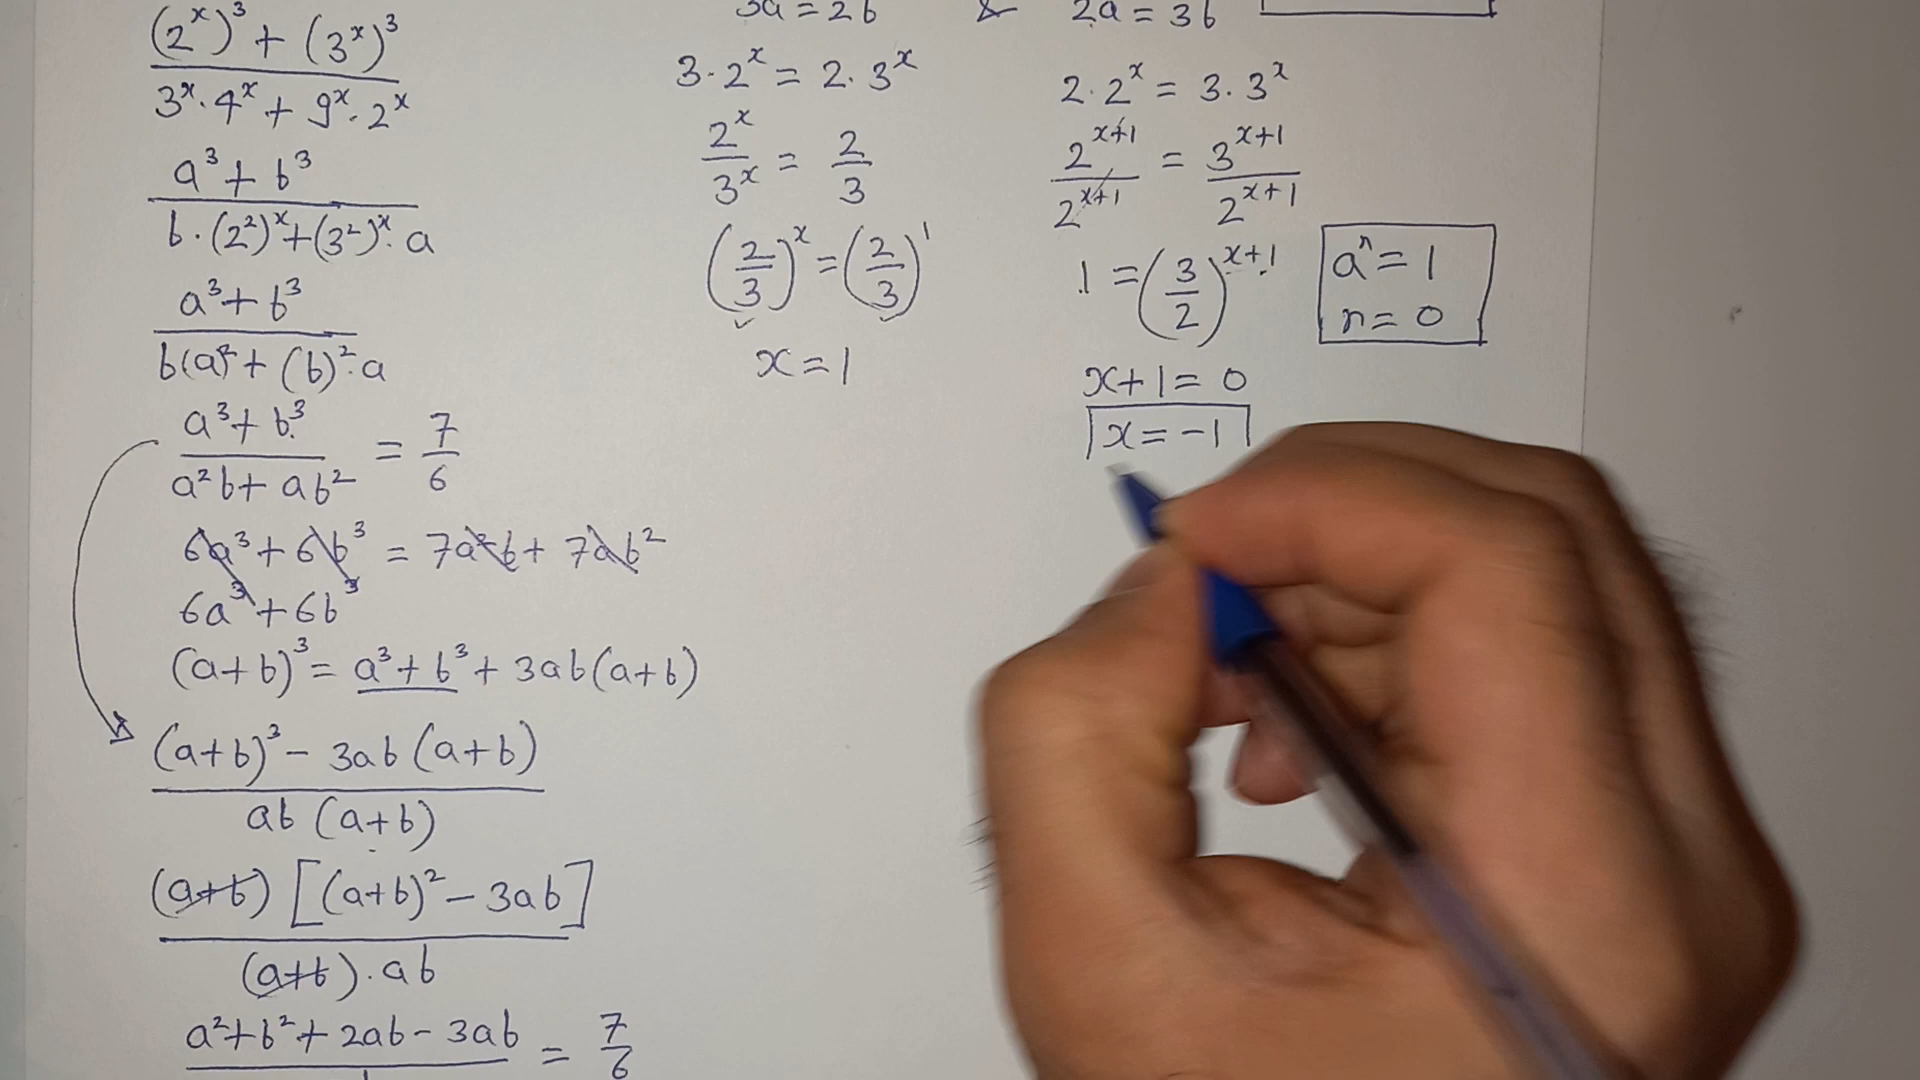 (2^x)^3 + (3^x)^3
3^x · 4^x + 9^x · 2^x
a^3 + b^3
b · (2^2)^x + (3^2)^x · a
a^3 + b^3
b(a)^2 + (b)^2 · a
a^3 + b^3 = 7
a^2b + ab^2 6
6a^3 + 6b^3 = 7a^2b + 7ab^2
6a^3 + 6b^3
(a+b)^3 = a^3 + b^3 + 3ab(a+b)
(a+b)^3 - 3ab(a+b)
ab(a+b)
(a+b) [(a+b)^2 - 3ab]
(a+b) · ab
a^2 + b^2 + 2ab - 3ab = 7
6
3a = 2b & 2a = 3b
3 · 2^x = 2 · 3^x
2^x = 2
3^x 3
(2/3)^x = (2/3)^1
x = 1
2 · 2^x = 3 · 3^x
2^x+1 = 3^x+1
2^x+1 2^x+1
1 = (3/2)^x+1
x + 1 = 0
x = -1
a^n = 1
n = 0